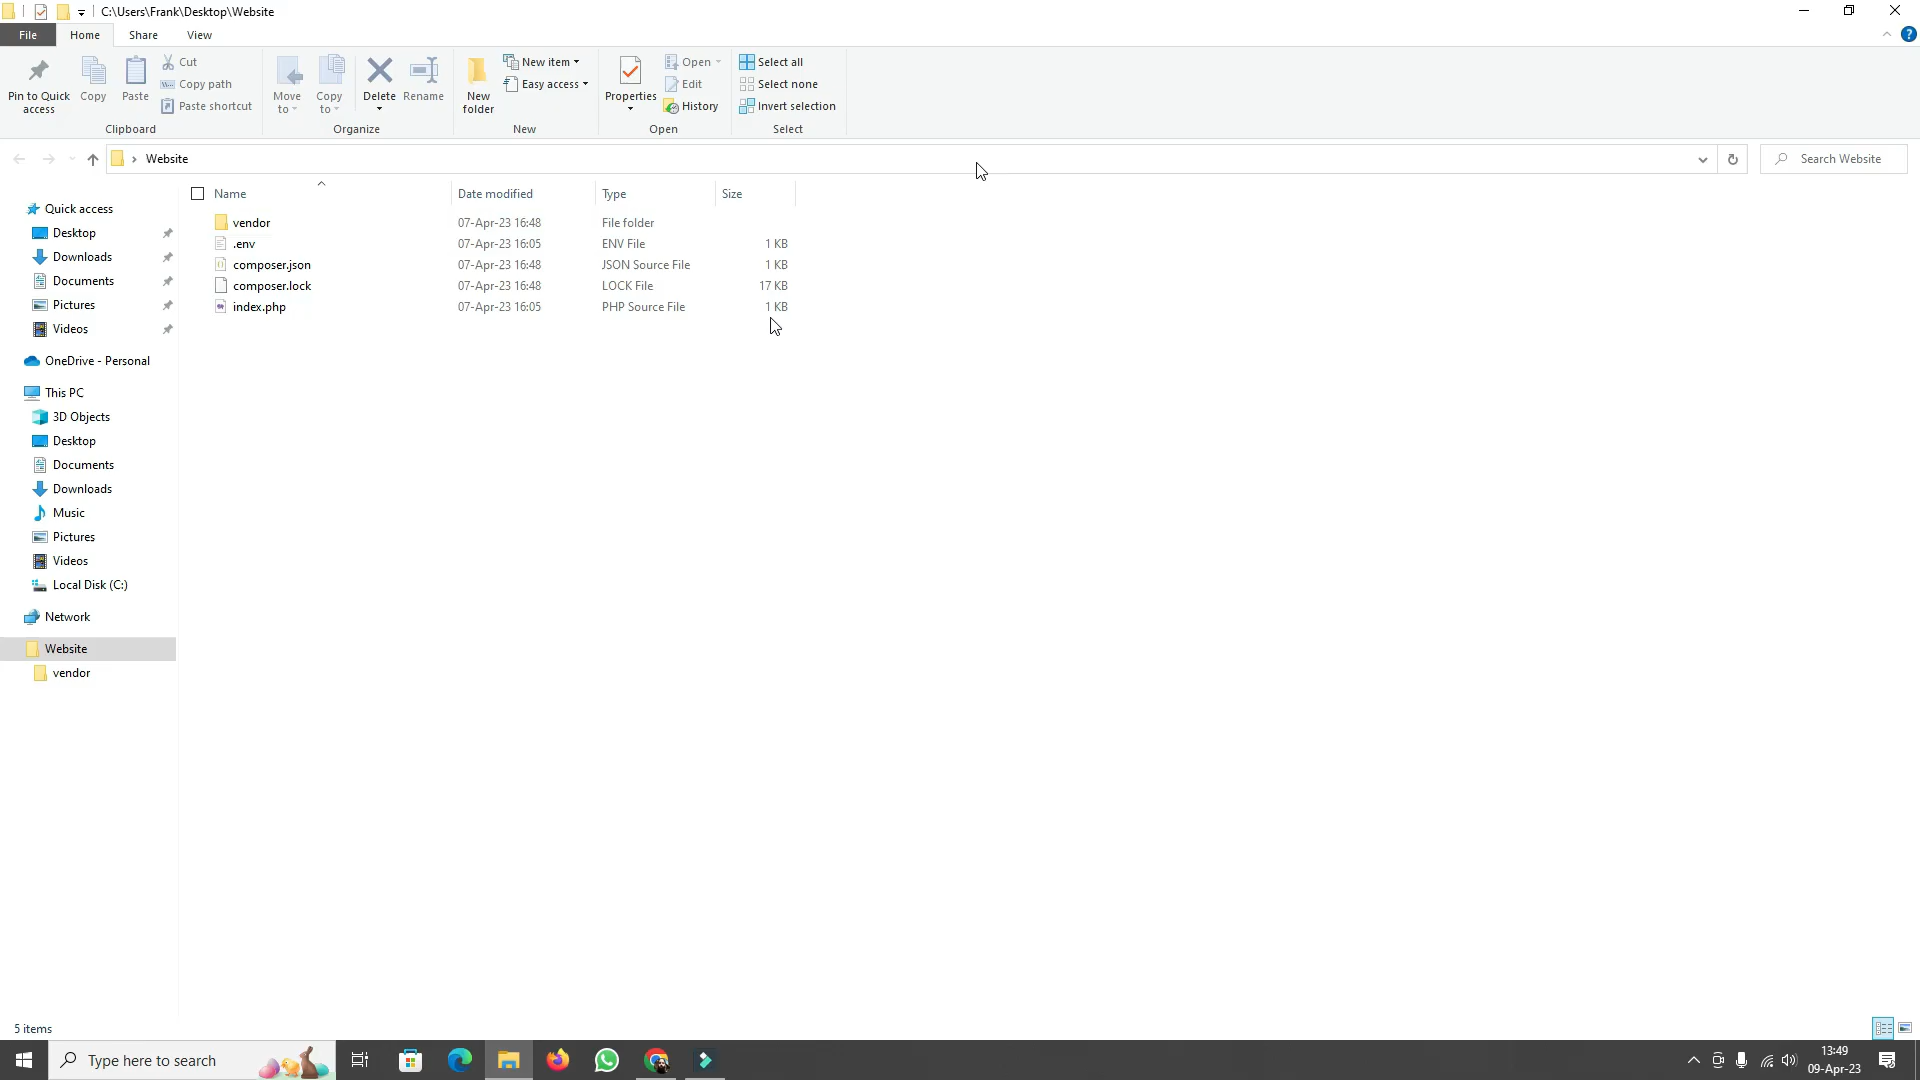 C:\Users\Frank\Desktop\Website
File Home Share View
Pin to Quick access
Copy
Paste
Cut
Copy path
Paste shortcut
Clipboard
Move to
Copy to
Delete
Rename
Organize
New folder
New item
Easy access
New
Properties
Open
Edit
History
Open
Select all
Select none
Invert selection
Select
Website
Search Website
Name Date modified Type Size
vendor 07-Apr-23 16:48 File folder
.env 07-Apr-23 16:05 ENV File 1 KB
composer.json 07-Apr-23 16:48 JSON Source File 1 KB
composer.lock 07-Apr-23 16:48 LOCK File 17 KB
index.php 07-Apr-23 16:05 PHP Source File 1 KB
Quick access
Desktop
Downloads
Documents
Pictures
Videos
OneDrive - Personal
This PC
3D Objects
Desktop
Documents
Downloads
Music
Pictures
Videos
Local Disk (C:)
Network
Website
vendor
5 items
Type here to search
13:49
09-Apr-23